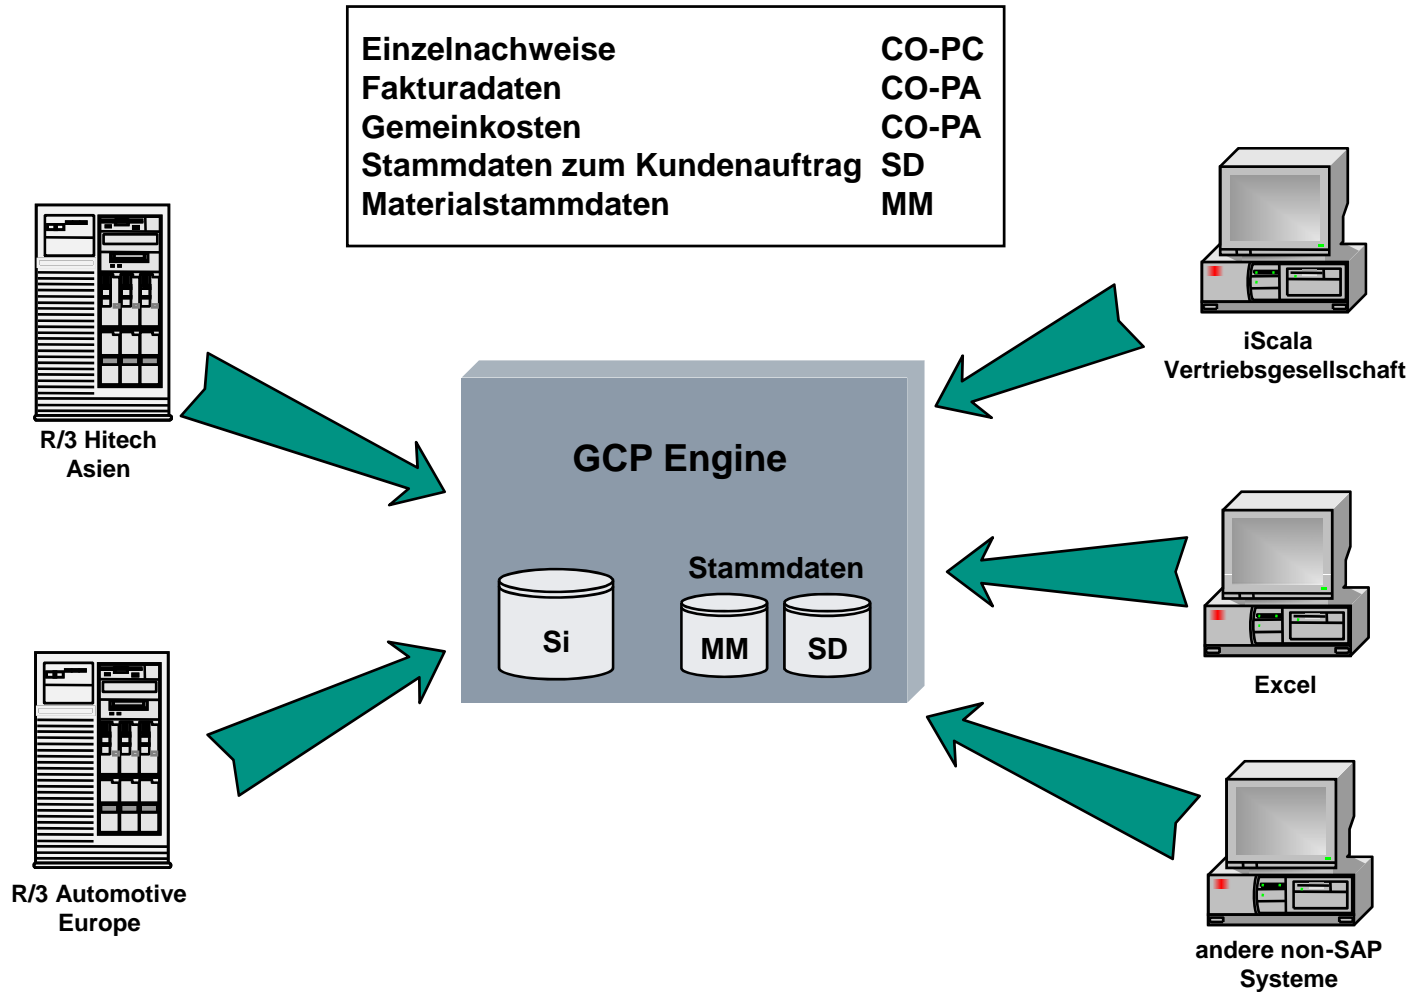 Einzelnachweise CO-PC
Fakturadaten CO-PA
Gemeinkosten CO-PA
Stammdaten zum Kundenauftrag SD
Materialstammdaten MM
iScala
Vertriebsgesellschaft
R/3 Hitech
Asien
GCP Engine
Stammdaten
Si
MM
SD
Excel
R/3 Automotive
Europe
andere non-SAP
Systeme